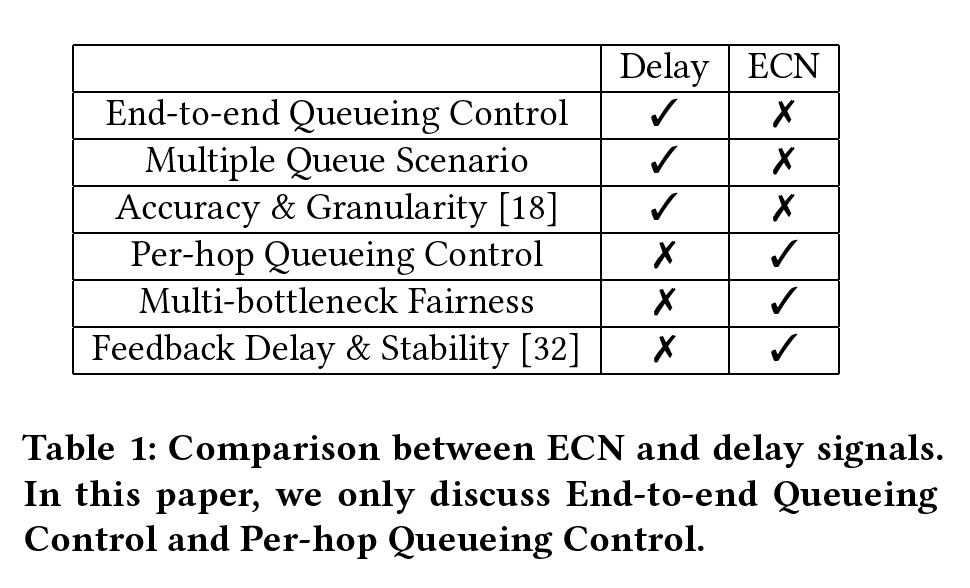 Delay ECN
End-to-end Queueing Control ✓ ✗
Multiple Queue Scenario ✓ ✗
Accuracy & Granularity [18] ✓ ✗
Per-hop Queueing Control ✗ ✓
Multi-bottleneck Fairness ✗ ✓
Feedback Delay & Stability [32] ✗ ✓
Table 1: Comparison between ECN and delay signals.
In this paper, we only discuss End-to-end Queueing
Control and Per-hop Queueing Control.